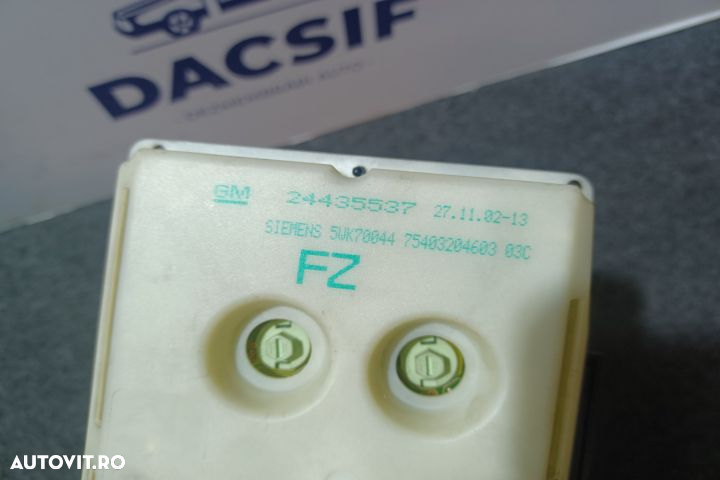 DACSIF
GM 24435537 27.11.02-13
SIEMENS 5WK70044 75403204603 03C
FZ
AUTOVIT.RO